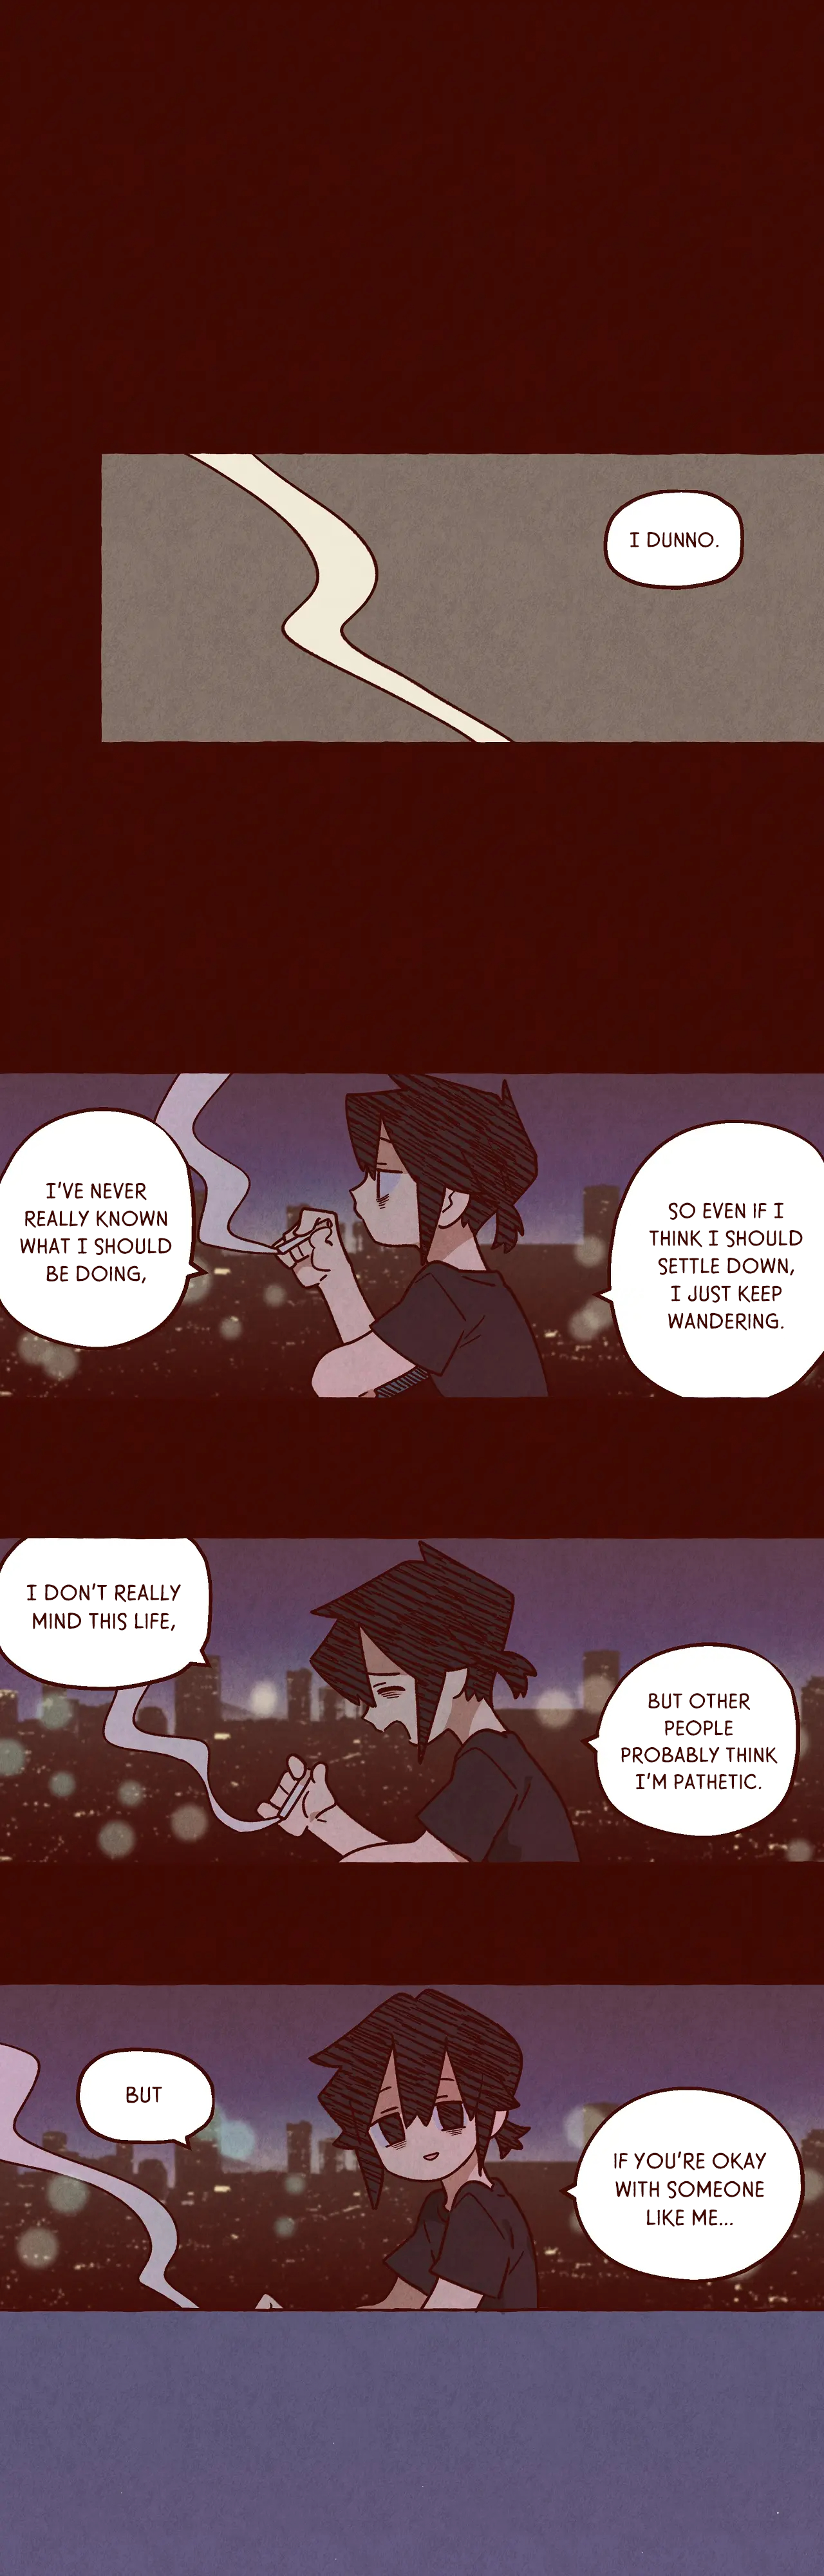 I DUNNO.
I'VE NEVER
REALLY KNOWN
WHAT I SHOULD
BE DOING,
SO EVEN IF I
THINK I SHOULD
SETTLE DOWN,
I JUST KEEP
WANDERING.
I DON'T REALLY
MIND THIS LIFE,
BUT OTHER
PEOPLE
PROBABLY THINK
I'M PATHETIC.
BUT
IF YOU'RE OKAY
WITH SOMEONE
LIKE ME...